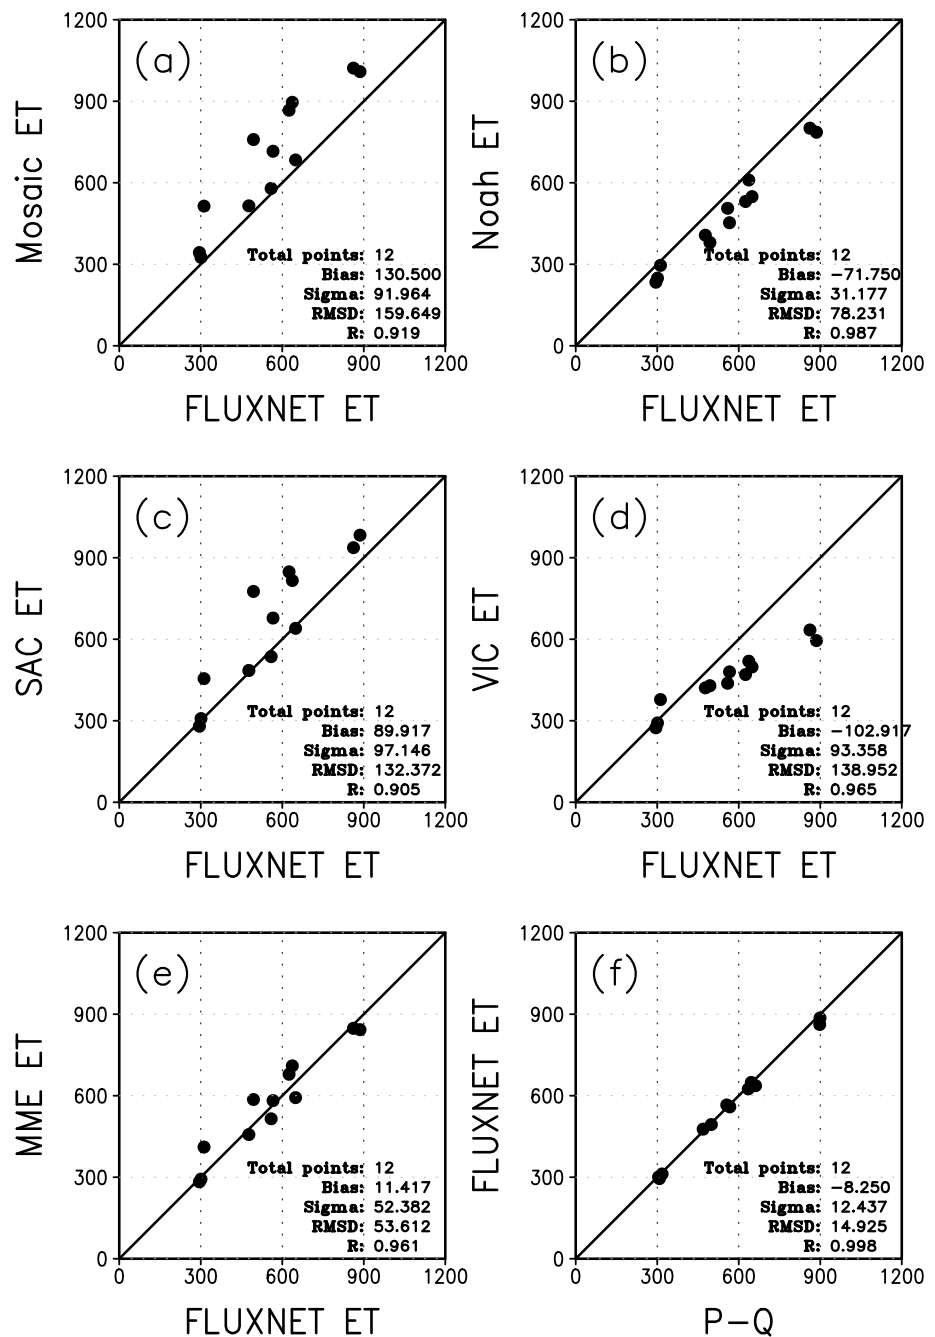 1200
900
600
300
0
Mosaic ET
(a)
Total points: 12
Bias: 130.500
Sigma: 91.964
RMSD: 159.649
R: 0.919
0 300 600 900 1200
FLUXNET ET
1200
900
600
300
0
Noah ET
(b)
Total points: 12
Bias: −71.750
Sigma: 31.177
RMSD: 78.231
R: 0.987
0 300 600 900 1200
FLUXNET ET
1200
900
600
300
0
SAC ET
(c)
Total points: 12
Bias: 89.917
Sigma: 97.146
RMSD: 132.372
R: 0.905
0 300 600 900 1200
FLUXNET ET
1200
900
600
300
0
VIC ET
(d)
Total points: 12
Bias: −102.917
Sigma: 93.358
RMSD: 138.952
R: 0.965
0 300 600 900 1200
FLUXNET ET
1200
900
600
300
0
MME ET
(e)
Total points: 12
Bias: 11.417
Sigma: 52.382
RMSD: 53.612
R: 0.961
0 300 600 900 1200
FLUXNET ET
1200
900
600
300
0
FLUXNET ET
(f)
Total points: 12
Bias: −8.250
Sigma: 12.437
RMSD: 14.925
R: 0.998
0 300 600 900 1200
P−Q